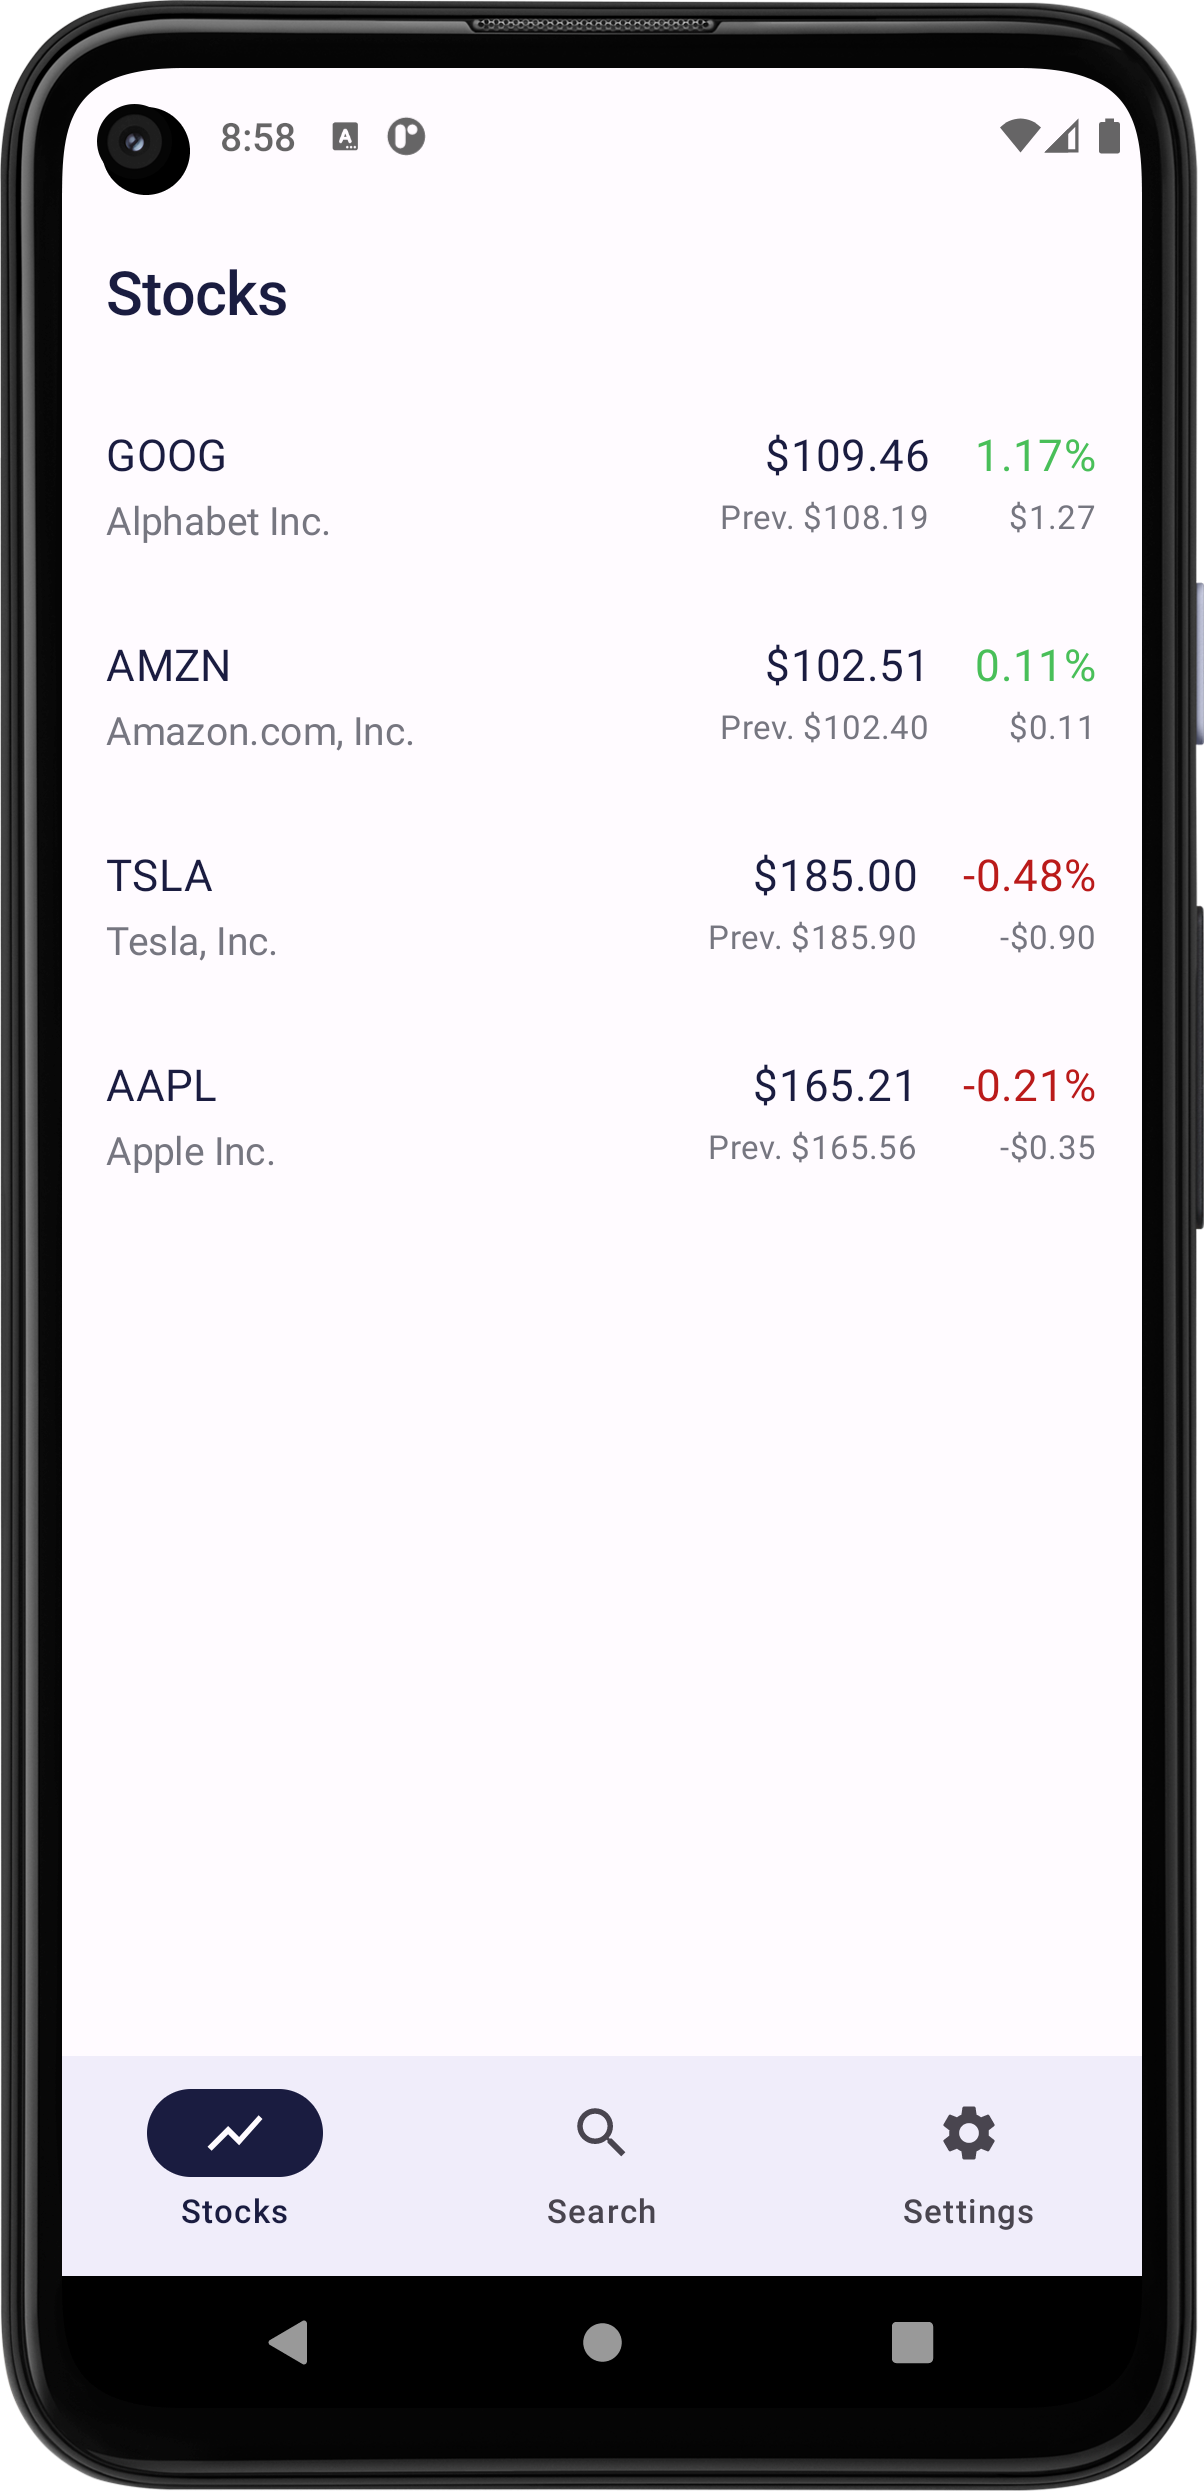 8:58
Stocks
GOOG $109.46 1.17%
Alphabet Inc. Prev. $108.19 $1.27
AMZN $102.51 0.11%
Amazon.com, Inc. Prev. $102.40 $0.11
TSLA $185.00 -0.48%
Tesla, Inc. Prev. $185.90 -$0.90
AAPL $165.21 -0.21%
Apple Inc. Prev. $165.56 -$0.35
Stocks Search Settings